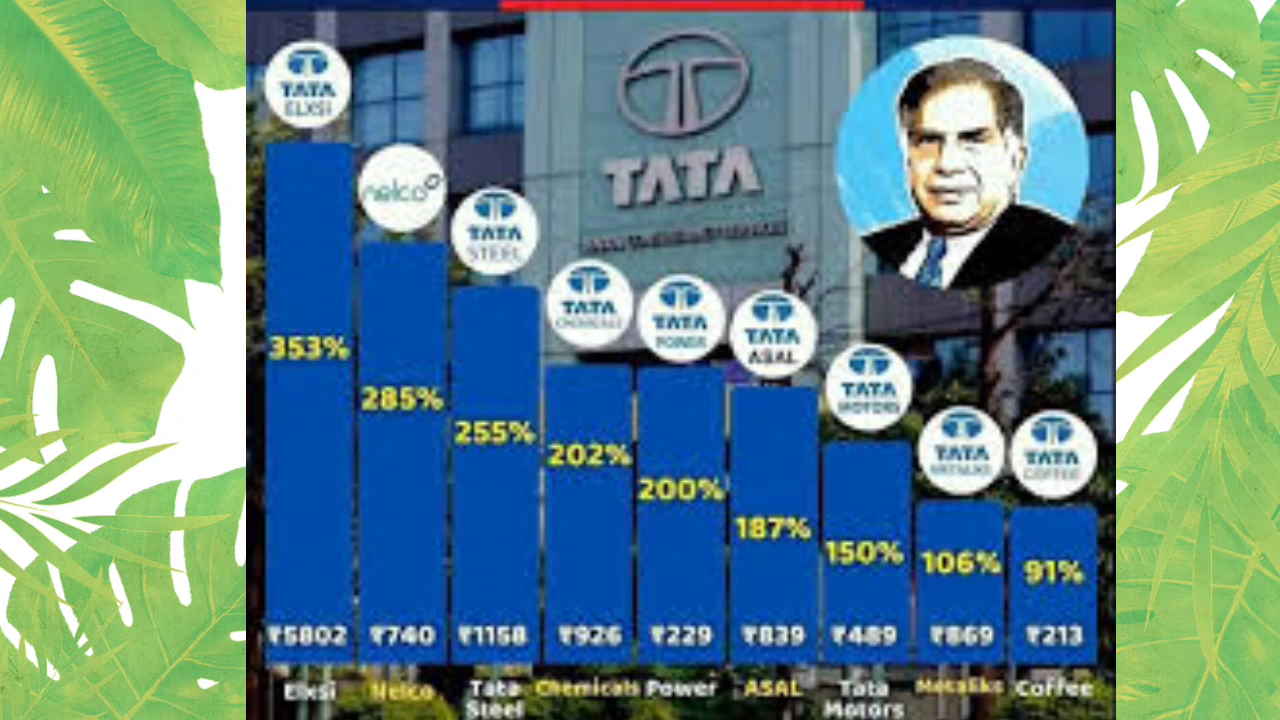 TATA
TATA
ELXSI
nelco
TATA
STEEL
TATA
CHEMICALS
TATA
POWER
TATA
ASAL
TATA
MOTORS
TATA
METALIKS
TATA
COFFEE
353%
285%
255%
202%
200%
187%
150%
106%
91%
₹5802 ₹740 ₹1158 ₹926 ₹229 ₹839 ₹489 ₹869 ₹213
Elxsi Nelco Tata Steel Chemicals Power ASAL Tata Motors Metaliks Coffee